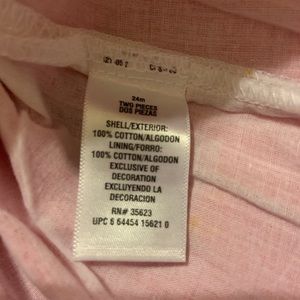 24m
TWO PIECES
DOS PIEZAS
SHELL/EXTERIOR:
100% COTTON/ALGODON
LINING/FORRO:
100% COTTON/ALGODON
EXCLUSIVE OF
DECORATION
EXCLUYENDO LA
DECORACION
RN# 35623
UPC 6 64454 15621 0